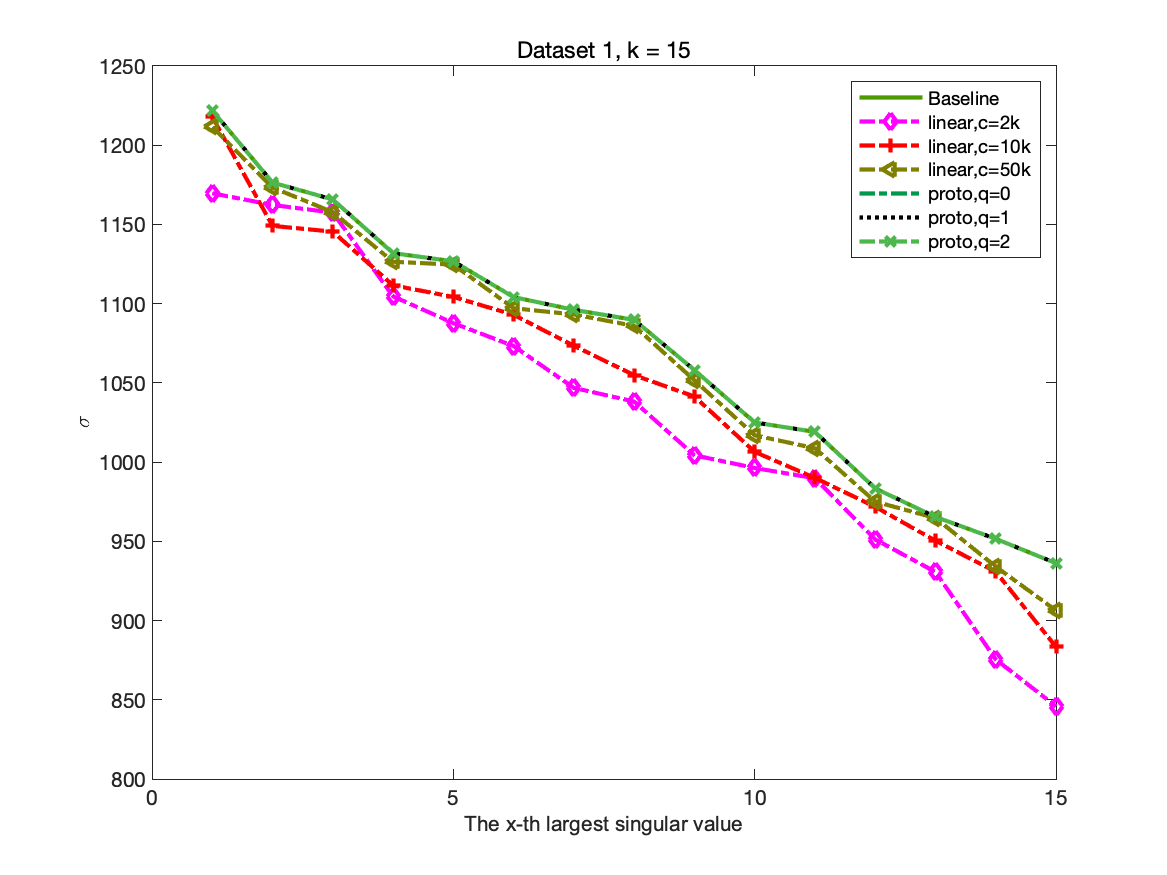 Dataset 1, k = 15
1250
1200
1150
1100
1050
1000
950
900
850
800
σ
Baseline
linear,c=2k
linear,c=10k
linear,c=50k
proto,q=0
proto,q=1
proto,q=2
0 5 10 15
The x-th largest singular value